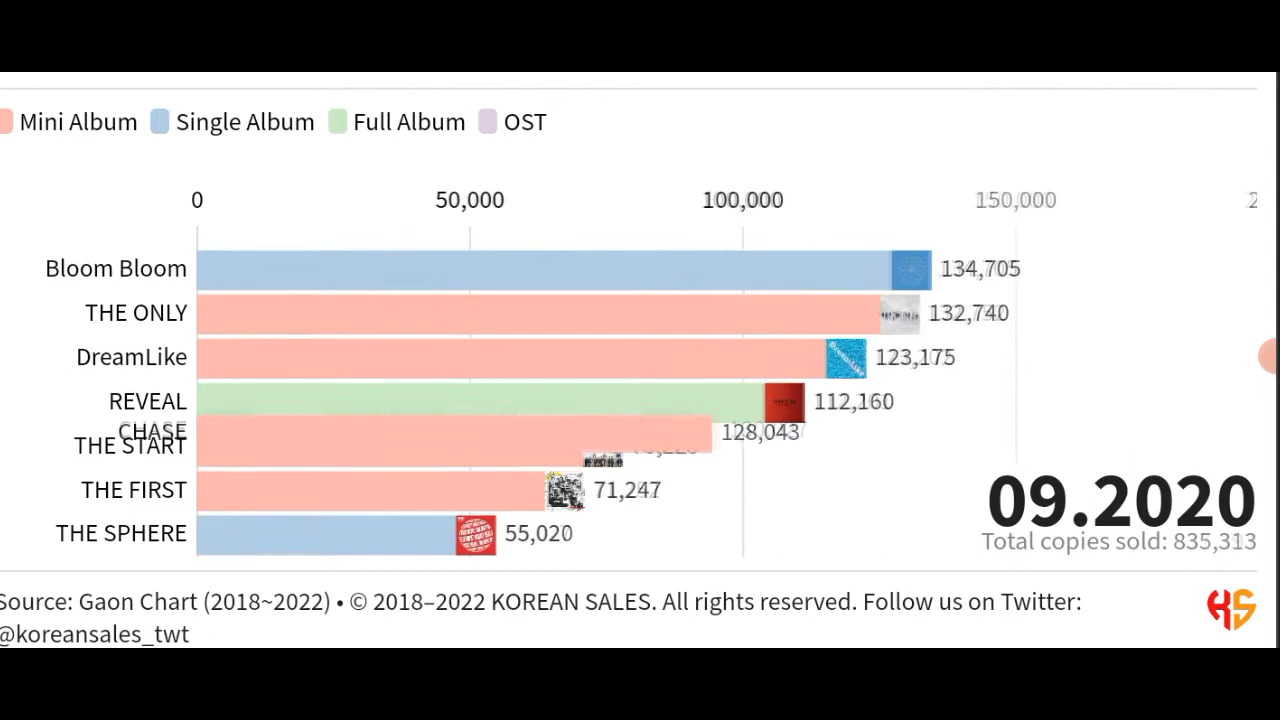 Mini Album Single Album Full Album OST
0 50,000 100,000 150,000
Bloom Bloom 134,705
THE ONLY 132,740
DreamLike 123,175
REVEAL 112,160
CHASE 128,043
THE START
THE FIRST 71,247
THE SPHERE 55,020
09.2020
Total copies sold: 835,313
Source: Gaon Chart (2018~2022) • © 2018–2022 KOREAN SALES. All rights reserved. Follow us on Twitter:
@koreansales_twt
KS